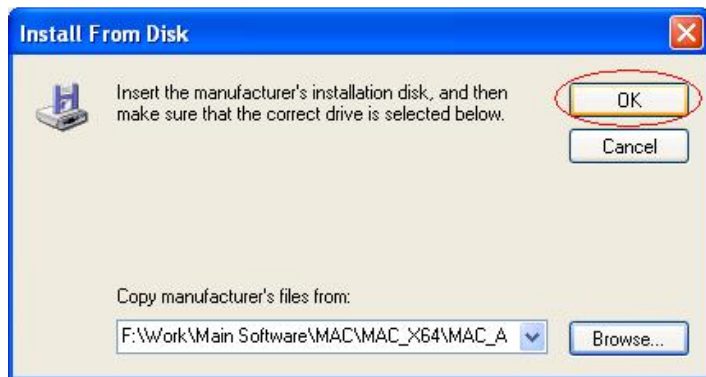 Install From Disk
Insert the manufacturer's installation disk, and then
make sure that the correct drive is selected below.
OK
Cancel
Copy manufacturer's files from:
F:\Work\Main Software\MAC\MAC_X64\MAC_A
Browse...